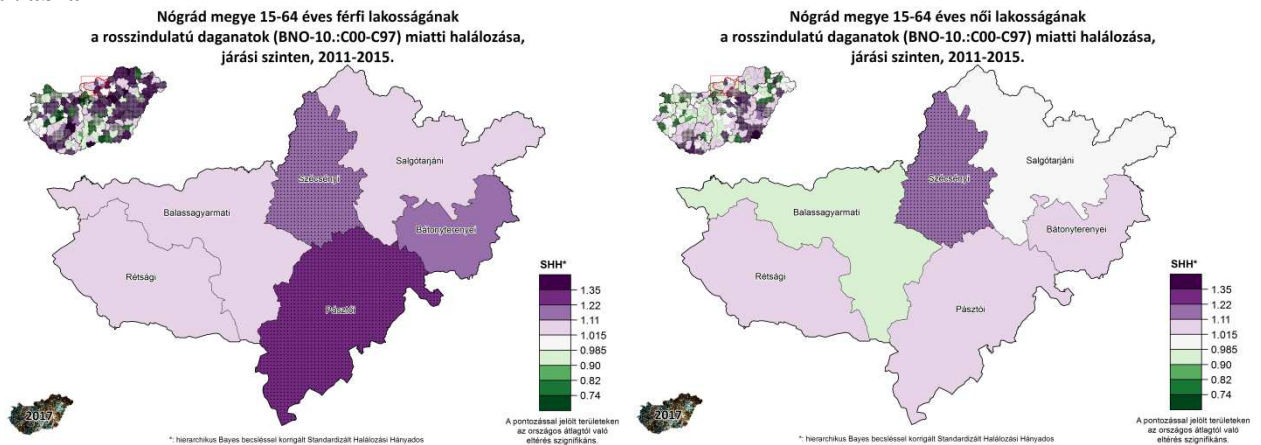 Nógrád megye 15-64 éves férfi lakosságának
a rosszindulatú daganatok (BNO-10.:C00-C97) miatti halálozása,
járási szinten, 2011-2015.
Salgótarjáni
Szécsényi
Balassagyarmati
Bátonyterenyei
Rétsági
Pásztói
SHH*
1.35
1.22
1.11
1.015
0.985
0.90
0.82
0.74
2017
A pontozással jelölt területeken
az országos átlagtól való
eltérés szignifikáns.
*: hierarchikus Bayes becsléssel korrigált Standardizált Halálozási Hányados
Nógrád megye 15-64 éves női lakosságának
a rosszindulatú daganatok (BNO-10.:C00-C97) miatti halálozása,
járási szinten, 2011-2015.
Salgótarjáni
Szécsényi
Balassagyarmati
Bátonyterenyei
Rétsági
Pásztói
SHH*
1.35
1.22
1.11
1.015
0.985
0.90
0.82
0.74
2017
A pontozással jelölt területeken
az országos átlagtól való
eltérés szignifikáns.
*: hierarchikus Bayes becsléssel korrigált Standardizált Halálozási Hányados